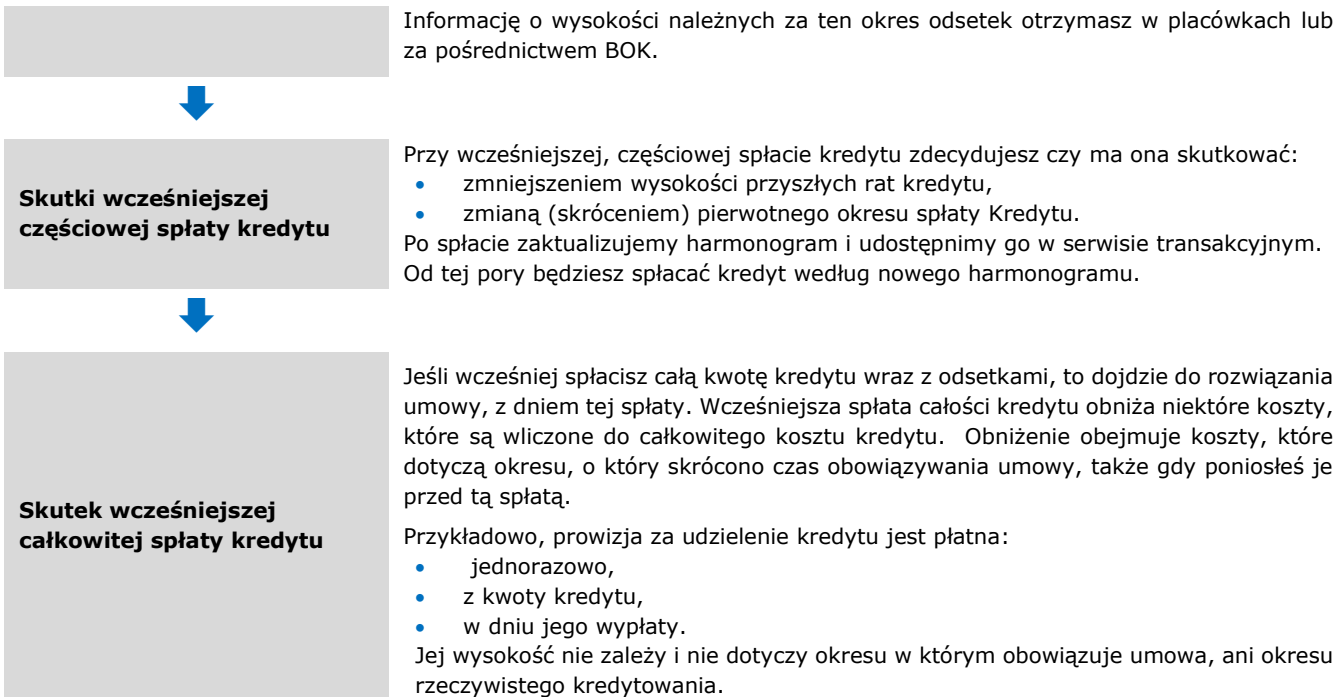 Informację o wysokości należnych za ten okres odsetek otrzymasz w placówkach lub
za pośrednictwem BOK.
Skutki wcześniejszej
częściowej spłaty kredytu
Przy wcześniejszej, częściowej spłacie kredytu zdecydujesz czy ma ona skutkować:
• zmniejszeniem wysokości przyszłych rat kredytu,
• zmianą (skróceniem) pierwotnego okresu spłaty Kredytu.
Po spłacie zaktualizujemy harmonogram i udostępnimy go w serwisie transakcyjnym.
Od tej pory będziesz spłacać kredyt według nowego harmonogramu.
Skutek wcześniejszej
całkowitej spłaty kredytu
Jeśli wcześniej spłacisz całą kwotę kredytu wraz z odsetkami, to dojdzie do rozwiązania
umowy, z dniem tej spłaty. Wcześniejsza spłata całości kredytu obniża niektóre koszty,
które są wliczone do całkowitego kosztu kredytu. Obniżenie obejmuje koszty, które
dotyczą okresu, o który skrócono czas obowiązywania umowy, także gdy poniosłeś je
przed tą spłatą.
Przykładowo, prowizja za udzielenie kredytu jest płatna:
• jednorazowo,
• z kwoty kredytu,
• w dniu jego wypłaty.
Jej wysokość nie zależy i nie dotyczy okresu w którym obowiązuje umowa, ani okresu
rzeczywistego kredytowania.